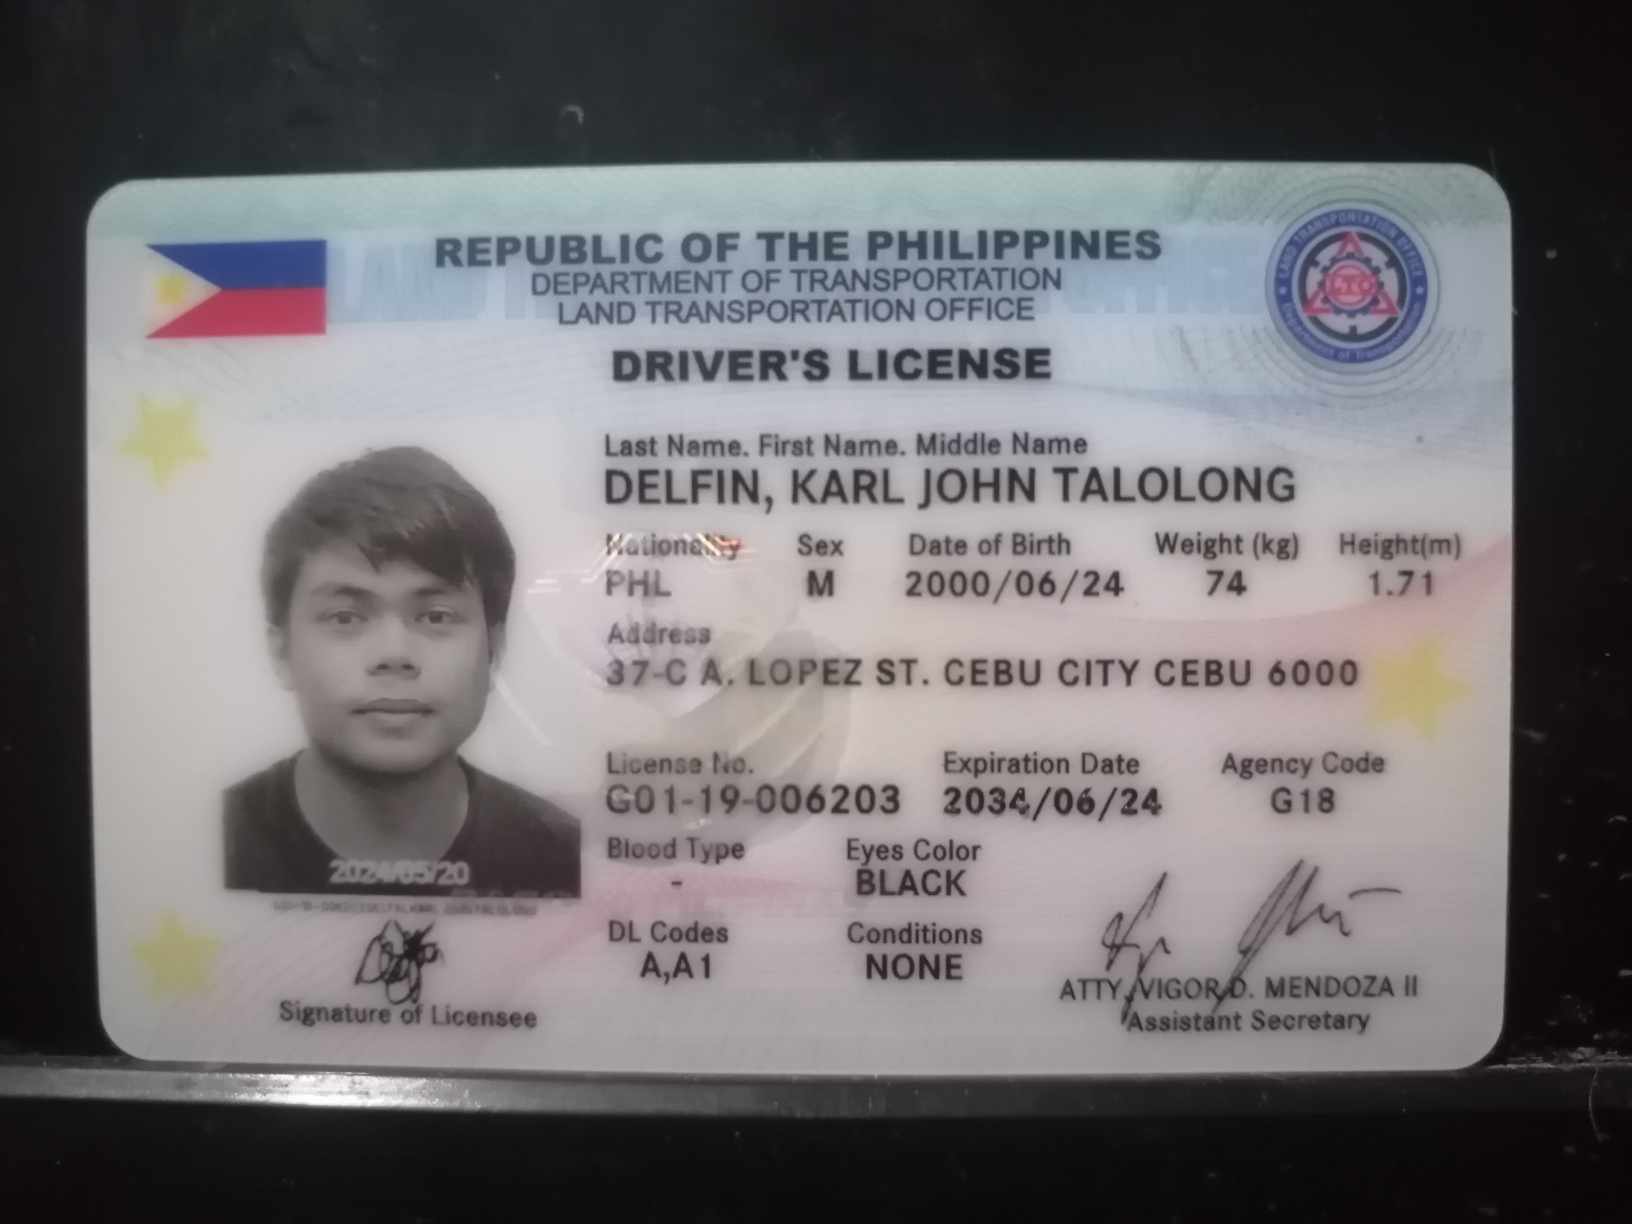 REPUBLIC OF THE PHILIPPINES
DEPARTMENT OF TRANSPORTATION
LAND TRANSPORTATION OFFICE
DRIVER'S LICENSE
LAND TRANSPORTATION OFFICE
LTO
Department of Transportation
Last Name. First Name. Middle Name
DELFIN, KARL JOHN TALOLONG
Nationality Sex Date of Birth Weight (kg) Height(m)
PHL M 2000/06/24 74 1.71
Address
37-C A. LOPEZ ST. CEBU CITY CEBU 6000
License No. Expiration Date Agency Code
G01-19-006203 2034/06/24 G18
Blood Type Eyes Color
- BLACK
DL Codes Conditions
A,A1 NONE
2024/05/20
Signature of Licensee
ATTY. VIGOR D. MENDOZA II
Assistant Secretary